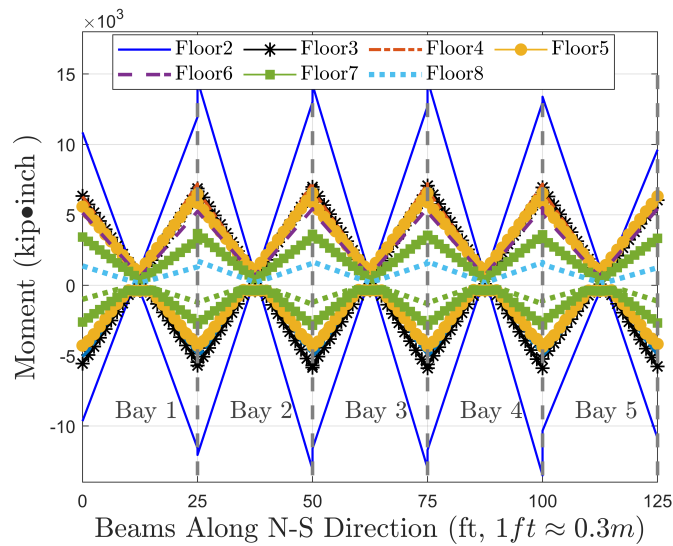 ×10³
Floor2 Floor3 Floor4 Floor5
Floor6 Floor7 Floor8
15
10
5
0
-5
-10
Moment (kip•inch )
Bay 1 Bay 2 Bay 3 Bay 4 Bay 5
0 25 50 75 100 125
Beams Along N-S Direction (ft, 1ft ≈ 0.3m)